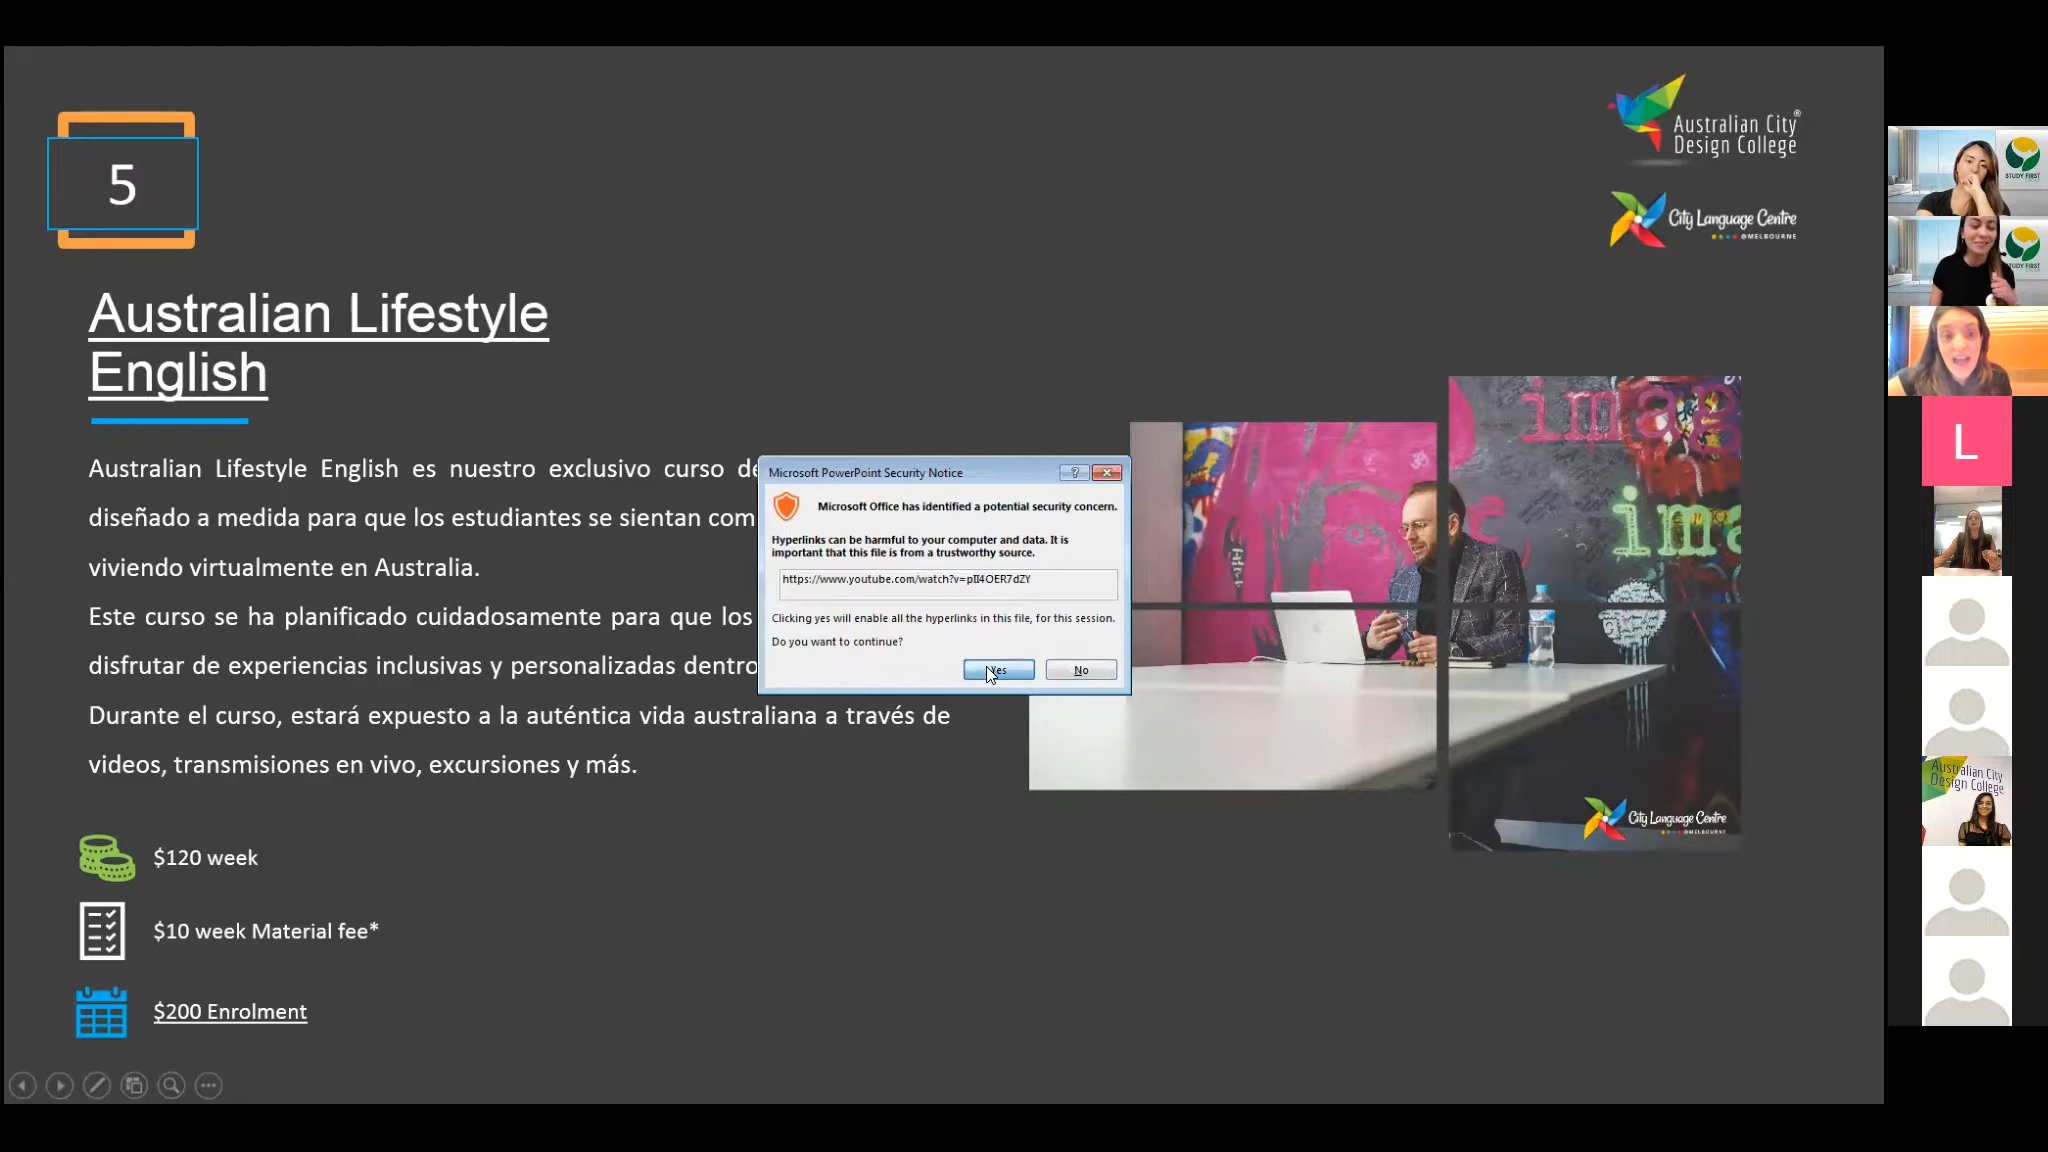 5
Australian City®
Design College
City Language Centre
@MELBOURNE
Australian Lifestyle
English
Australian Lifestyle English es nuestro exclusivo curso de
diseñado a medida para que los estudiantes se sientan com
viviendo virtualmente en Australia.
Este curso se ha planificado cuidadosamente para que los
disfrutar de experiencias inclusivas y personalizadas dentro
Durante el curso, estará expuesto a la auténtica vida australiana a través de
videos, transmisiones en vivo, excursiones y más.
$120 week
$10 week Material fee*
$200 Enrolment
Microsoft PowerPoint Security Notice
Microsoft Office has identified a potential security concern.
Hyperlinks can be harmful to your computer and data. It is
important that this file is from a trustworthy source.
https://www.youtube.com/watch?v=pII4OER7dZY
Clicking yes will enable all the hyperlinks in this file, for this session.
Do you want to continue?
Yes
No
imag
ima
City Language Centre
@MELBOURNE
STUDY FIRST
STUDY FIRST
L
Australian City
Design College